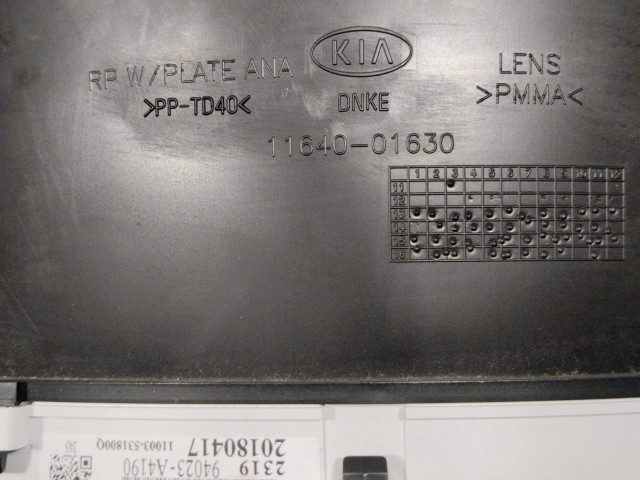 KIA
RP W/PLATE ANA
LENS
>PP-TD40<
DNKE
>PMMA<
11640-01630
1 2 3 4 5 6 7 8 9 10 11 12
11
12
13
14
15
16
2319
94023-A4190
20180417
11003-531800Q